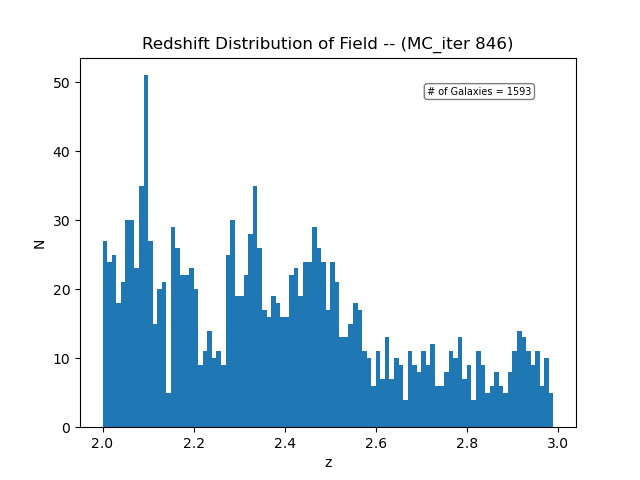 Redshift Distribution of Field -- (MC_iter 846)
# of Galaxies = 1593
50
40
30
20
10
0
N
2.0 2.2 2.4 2.6 2.8 3.0
z